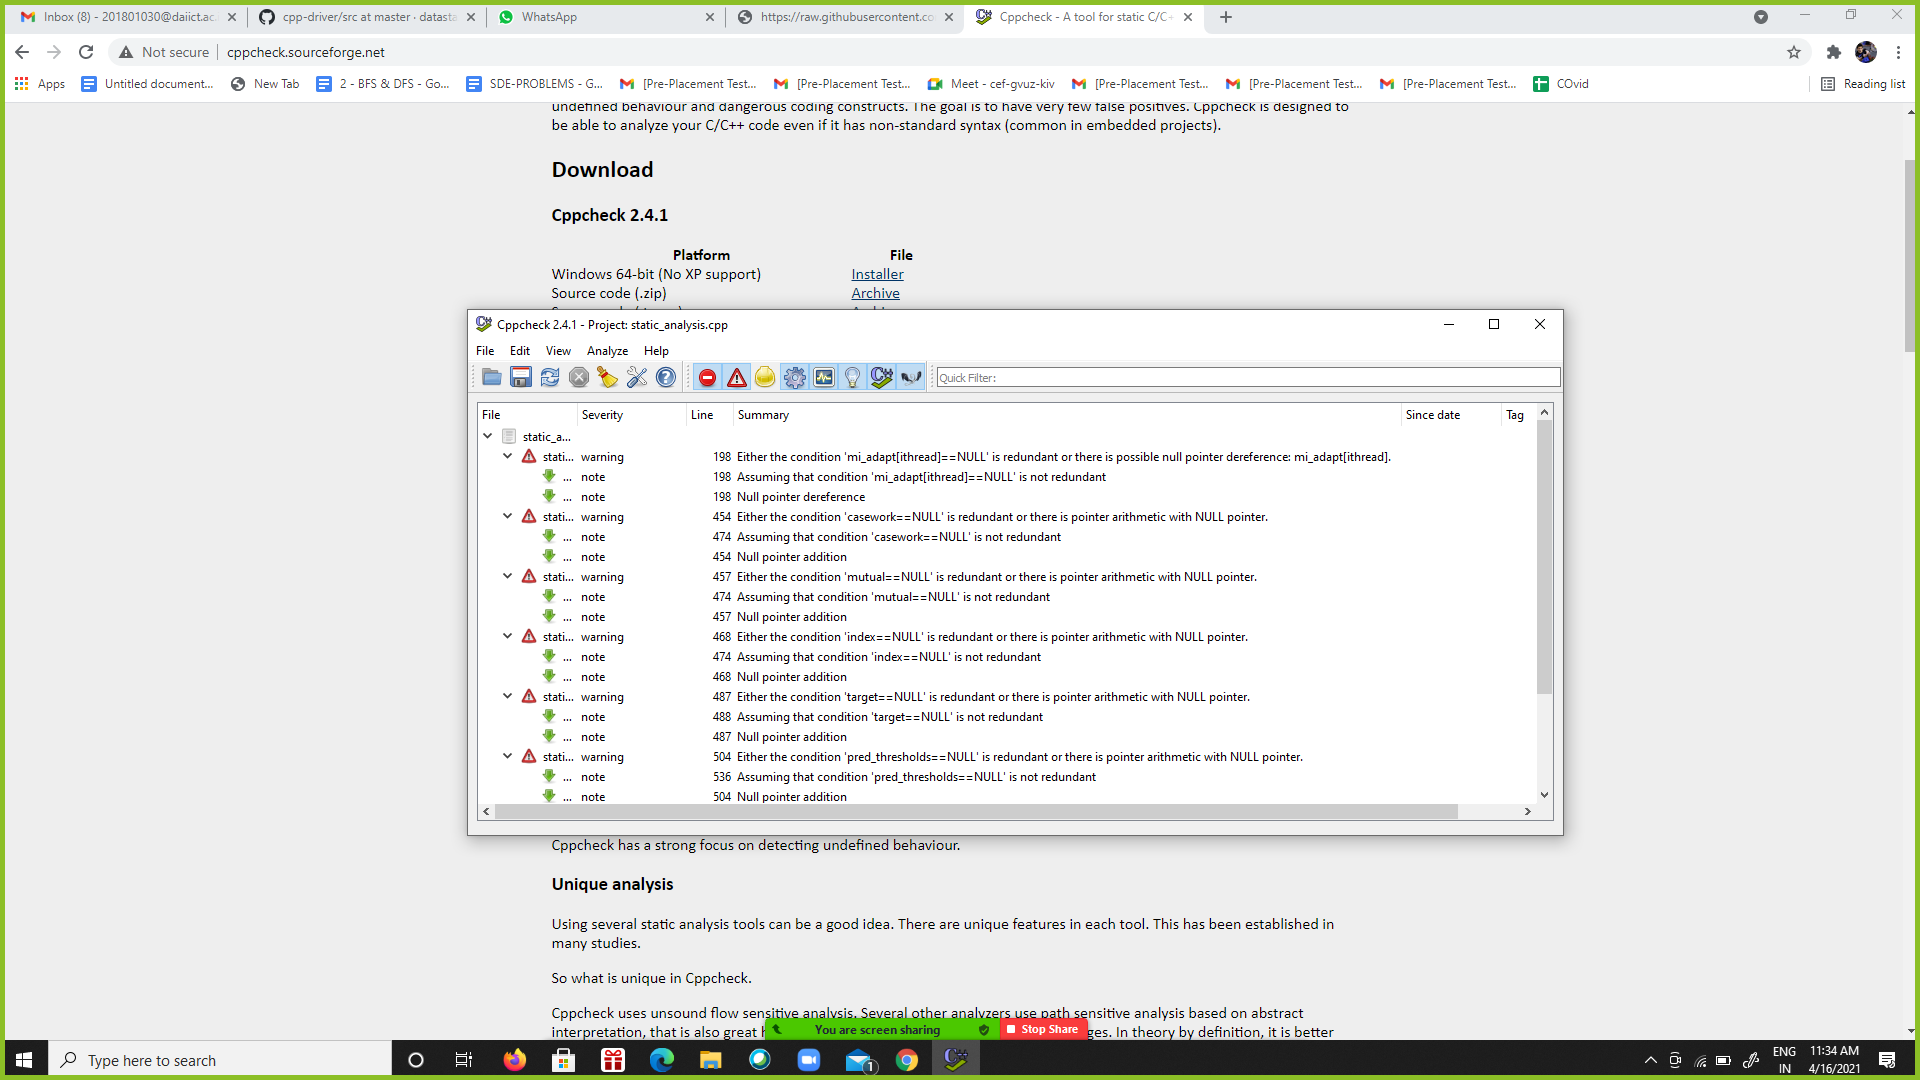 Inbox (8) - 201801030@daiict.ac.
cpp-driver/src at master · datasta
WhatsApp
https://raw.githubusercontent.co
Cppcheck - A tool for static C/C+
Not secure
cppcheck.sourceforge.net
Apps
Untitled document...
New Tab
2 - BFS & DFS - Go...
SDE-PROBLEMS - G...
[Pre-Placement Test...
[Pre-Placement Test...
Meet - cef-gvuz-kiv
[Pre-Placement Test...
[Pre-Placement Test...
[Pre-Placement Test...
COvid
Reading list
undefined behaviour and dangerous coding constructs. The goal is to have very few false positives. Cppcheck is designed to
be able to analyze your C/C++ code even if it has non-standard syntax (common in embedded projects).
Download
Cppcheck 2.4.1
Platform File
Windows 64-bit (No XP support) Installer
Source code (.zip) Archive
Cppcheck 2.4.1 - Project: static_analysis.cpp
File Edit View Analyze Help
Quick Filter:
File Severity Line Summary Since date Tag
static_a...
stati... warning 198 Either the condition 'mi_adapt[ithread]==NULL' is redundant or there is possible null pointer dereference: mi_adapt[ithread].
... note 198 Assuming that condition 'mi_adapt[ithread]==NULL' is not redundant
... note 198 Null pointer dereference
stati... warning 454 Either the condition 'casework==NULL' is redundant or there is pointer arithmetic with NULL pointer.
... note 474 Assuming that condition 'casework==NULL' is not redundant
... note 454 Null pointer addition
stati... warning 457 Either the condition 'mutual==NULL' is redundant or there is pointer arithmetic with NULL pointer.
... note 474 Assuming that condition 'mutual==NULL' is not redundant
... note 457 Null pointer addition
stati... warning 468 Either the condition 'index==NULL' is redundant or there is pointer arithmetic with NULL pointer.
... note 474 Assuming that condition 'index==NULL' is not redundant
... note 468 Null pointer addition
stati... warning 487 Either the condition 'target==NULL' is redundant or there is pointer arithmetic with NULL pointer.
... note 488 Assuming that condition 'target==NULL' is not redundant
... note 487 Null pointer addition
stati... warning 504 Either the condition 'pred_thresholds==NULL' is redundant or there is pointer arithmetic with NULL pointer.
... note 536 Assuming that condition 'pred_thresholds==NULL' is not redundant
... note 504 Null pointer addition
Cppcheck has a strong focus on detecting undefined behaviour.
Unique analysis
Using several static analysis tools can be a good idea. There are unique features in each tool. This has been established in
many studies.
So what is unique in Cppcheck.
Cppcheck uses unsound flow sensitive analysis. Several other analyzers use path sensitive analysis based on abstract
interpretation, that is also great ges. In theory by definition, it is better
You are screen sharing
Stop Share
Type here to search
1
ENG
IN
11:34 AM
4/16/2021